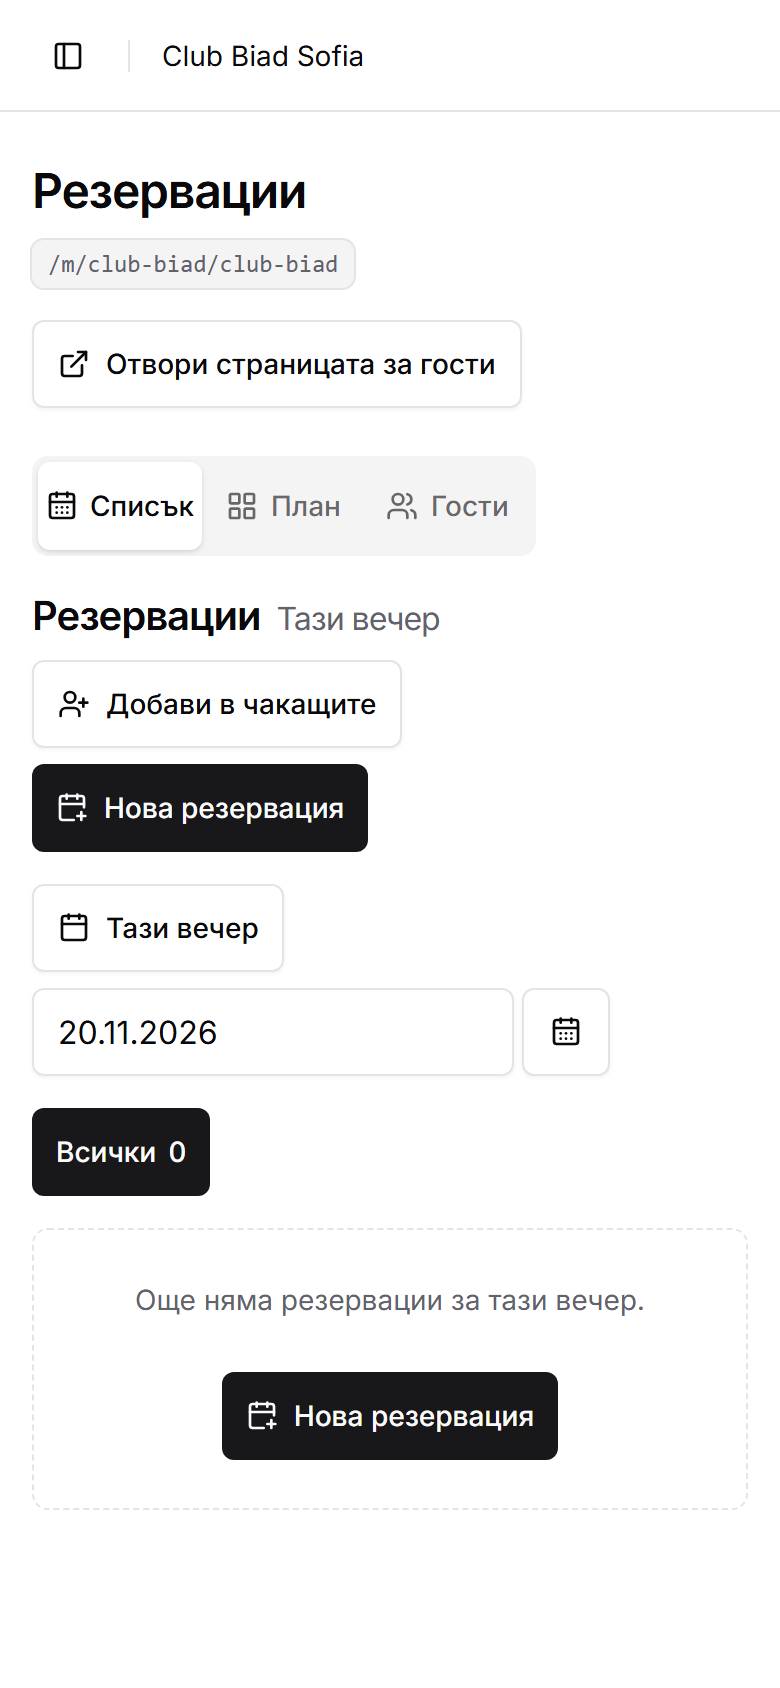 Club Biad Sofia
Резервации
/m/club-biad/club-biad
Отвори страницата за гости
Списък План Гости
Резервации Тази вечер
Добави в чакащите
Нова резервация
Тази вечер
20.11.2026
Всички 0
Още няма резервации за тази вечер.
Нова резервация